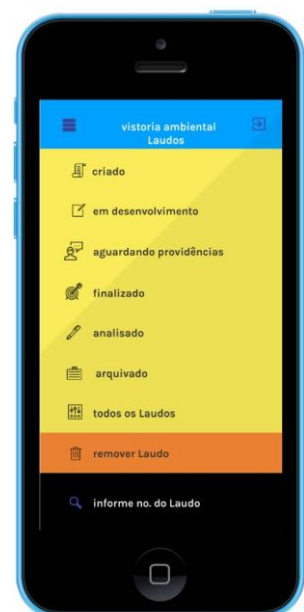 vistoria ambiental
Laudos
criado
em desenvolvimento
aguardando providências
finalizado
analisado
arquivado
todos os Laudos
remover Laudo
informe no. do Laudo